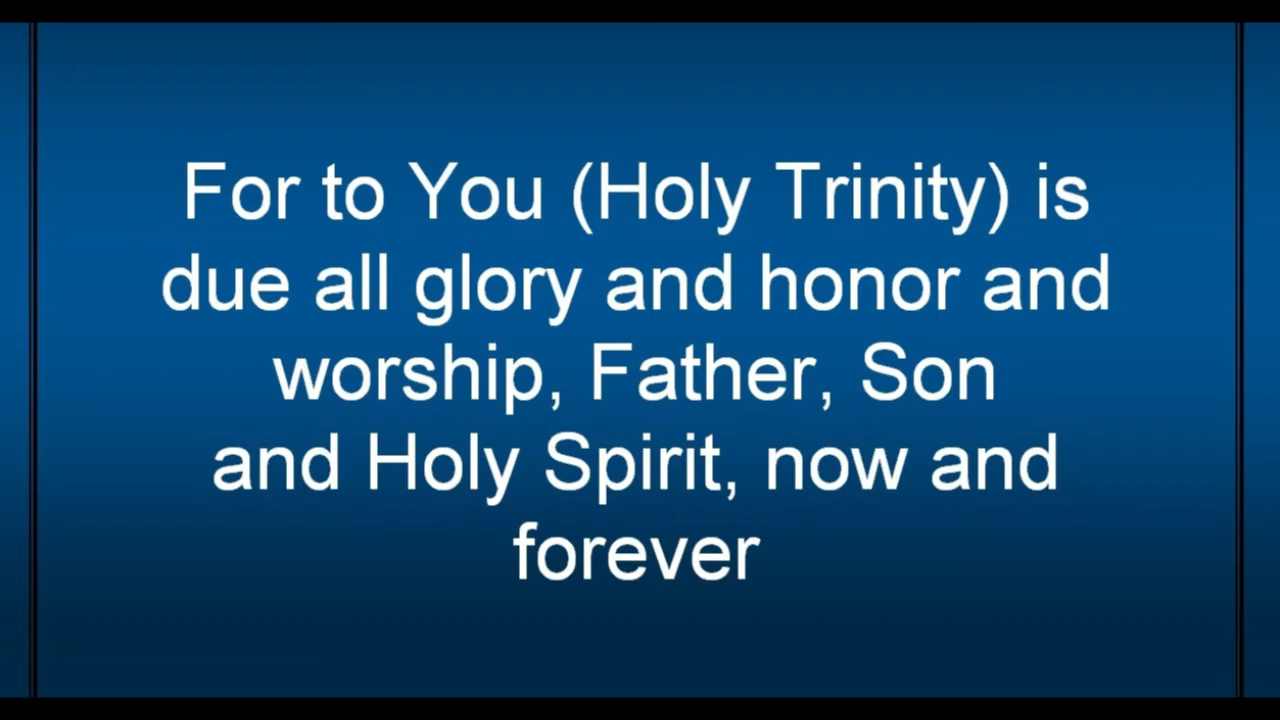 For to You (Holy Trinity) is
due all glory and honor and
worship, Father, Son
and Holy Spirit, now and
forever